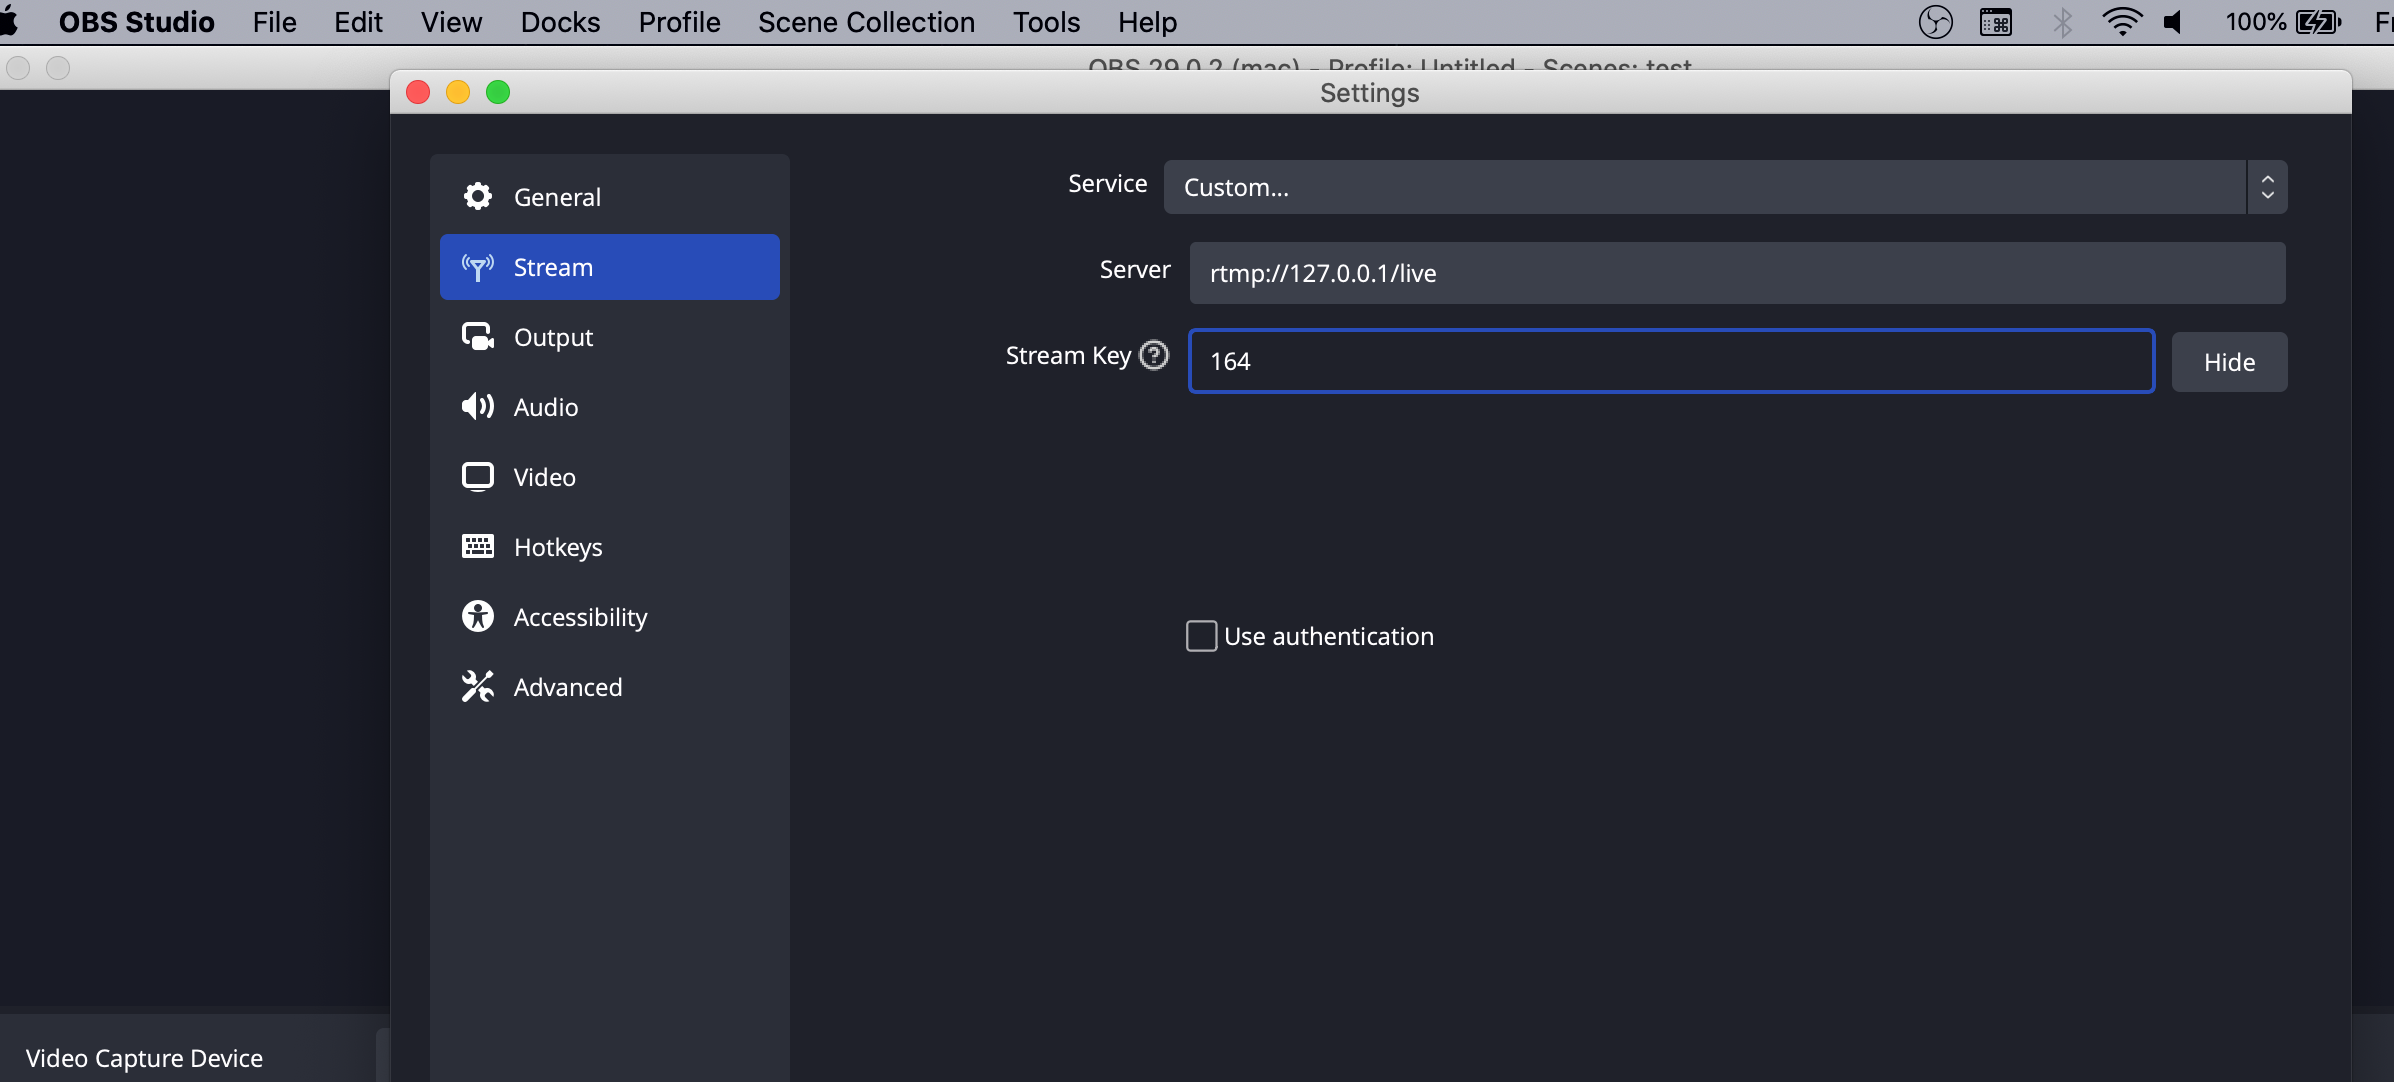 OBS Studio File Edit View Docks Profile Scene Collection Tools Help 100%
OBS 29.0.2 (mac) - Profile: Untitled - Scenes: test
Settings
General
Stream
Output
Audio
Video
Hotkeys
Accessibility
Advanced
Service Custom...
Server rtmp://127.0.0.1/live
Stream Key ? 164 Hide
Use authentication
Video Capture Device